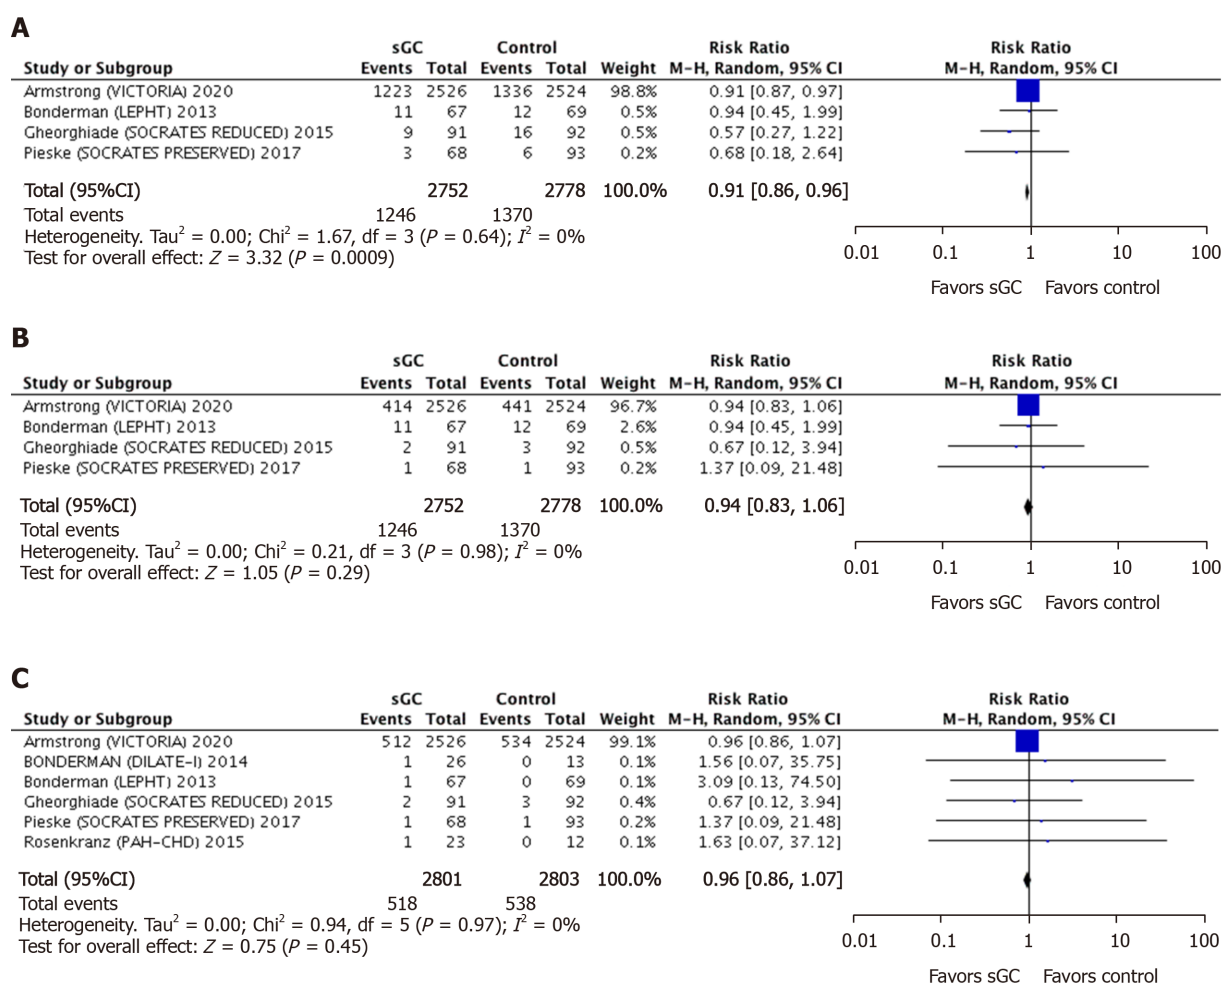 A
sGC Control Risk Ratio Risk Ratio
Study or Subgroup Events Total Events Total Weight M-H, Random, 95% CI M-H, Random, 95% CI
Armstrong (VICTORIA) 2020 1223 2526 1336 2524 98.8% 0.91 [0.87, 0.97]
Bonderman (LEPHT) 2013 11 67 12 69 0.5% 0.94 [0.45, 1.99]
Gheorghiade (SOCRATES REDUCED) 2015 9 91 16 92 0.5% 0.57 [0.27, 1.22]
Pieske (SOCRATES PRESERVED) 2017 3 68 6 93 0.2% 0.68 [0.18, 2.64]
Total (95%CI) 2752 2778 100.0% 0.91 [0.86, 0.96]
Total events 1246 1370
Heterogeneity. Tau² = 0.00; Chi² = 1.67, df = 3 (P = 0.64); I² = 0%
Test for overall effect: Z = 3.32 (P = 0.0009)
0.01 0.1 1 10 100
Favors sGC Favors control
B
sGC Control Risk Ratio Risk Ratio
Study or Subgroup Events Total Events Total Weight M-H, Random, 95% CI M-H, Random, 95% CI
Armstrong (VICTORIA) 2020 414 2526 441 2524 96.7% 0.94 [0.83, 1.06]
Bonderman (LEPHT) 2013 11 67 12 69 2.6% 0.94 [0.45, 1.99]
Gheorghiade (SOCRATES REDUCED) 2015 2 91 3 92 0.5% 0.67 [0.12, 3.94]
Pieske (SOCRATES PRESERVED) 2017 1 68 1 93 0.2% 1.37 [0.09, 21.48]
Total (95%CI) 2752 2778 100.0% 0.94 [0.83, 1.06]
Total events 1246 1370
Heterogeneity. Tau² = 0.00; Chi² = 0.21, df = 3 (P = 0.98); I² = 0%
Test for overall effect: Z = 1.05 (P = 0.29)
0.01 0.1 1 10 100
Favors sGC Favors control
C
sGC Control Risk Ratio Risk Ratio
Study or Subgroup Events Total Events Total Weight M-H, Random, 95% CI M-H, Random, 95% CI
Armstrong (VICTORIA) 2020 512 2526 534 2524 99.1% 0.96 [0.86, 1.07]
BONDERMAN (DILATE-I) 2014 1 26 0 13 0.1% 1.56 [0.07, 35.75]
Bonderman (LEPHT) 2013 1 67 0 69 0.1% 3.09 [0.13, 74.50]
Gheorghiade (SOCRATES REDUCED) 2015 2 91 3 92 0.4% 0.67 [0.12, 3.94]
Pieske (SOCRATES PRESERVED) 2017 1 68 1 93 0.2% 1.37 [0.09, 21.48]
Rosenkranz (PAH-CHD) 2015 1 23 0 12 0.1% 1.63 [0.07, 37.12]
Total (95%CI) 2801 2803 100.0% 0.96 [0.86, 1.07]
Total events 518 538
Heterogeneity. Tau² = 0.00; Chi² = 0.94, df = 5 (P = 0.97); I² = 0%
Test for overall effect: Z = 0.75 (P = 0.45)
0.01 0.1 1 10 100
Favors sGC Favors control